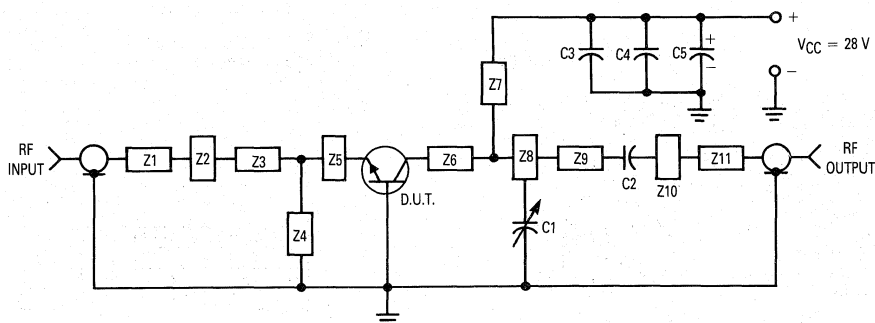 +
C3
C4
+
C5
−
VCC = 28 V
−
Z7
RF
INPUT
Z1
Z2
Z3
Z5
Z6
Z8
Z9
Z11
RF
OUTPUT
C2
Z10
D.U.T.
Z4
C1